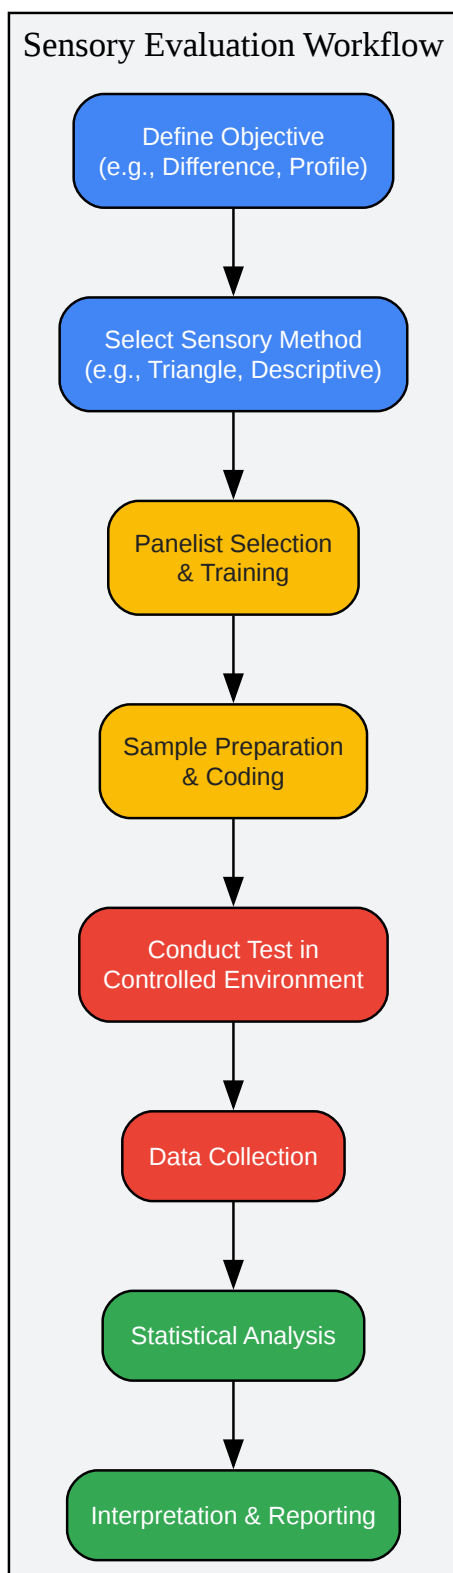 Sensory Evaluation Workflow
Define Objective
(e.g., Difference, Profile)
Select Sensory Method
(e.g., Triangle, Descriptive)
Panelist Selection
& Training
Sample Preparation
& Coding
Conduct Test in
Controlled Environment
Data Collection
Statistical Analysis
Interpretation & Reporting